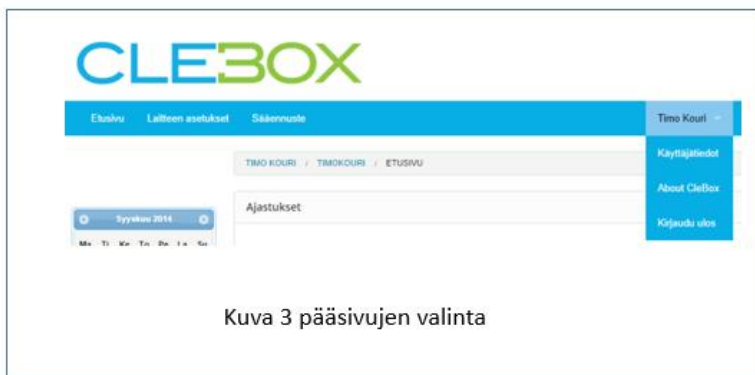 CLEBOX
Etusivu Laitteen asetukset Sääennuste Timo Kouri
Käyttäjätiedot
TIMO KOURI / TIMOKOURI / ETUSIVU
About CleBox
Ajastukset
Syyskuu 2014
Kirjaudu ulos
Ma Ti Ke To Pe La Su
Kuva 3 pääsivujen valinta